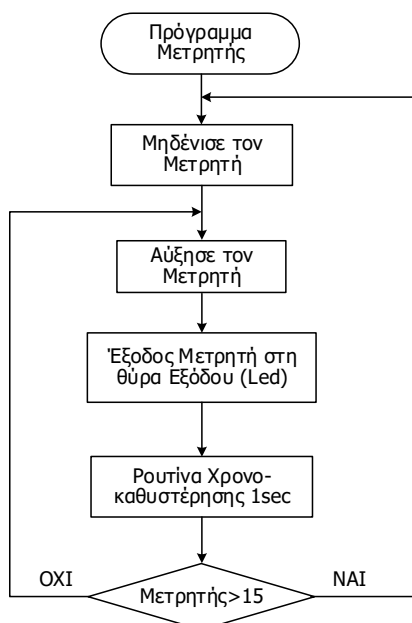 Πρόγραμμα
Μετρητής
Μηδένισε τον
Μετρητή
Αύξησε τον
Μετρητή
Έξοδος Μετρητή στη
θύρα Εξόδου (Led)
Ρουτίνα Χρονο-
καθυστέρησης 1sec
ΟΧΙ
ΝΑΙ
Μετρητής>15